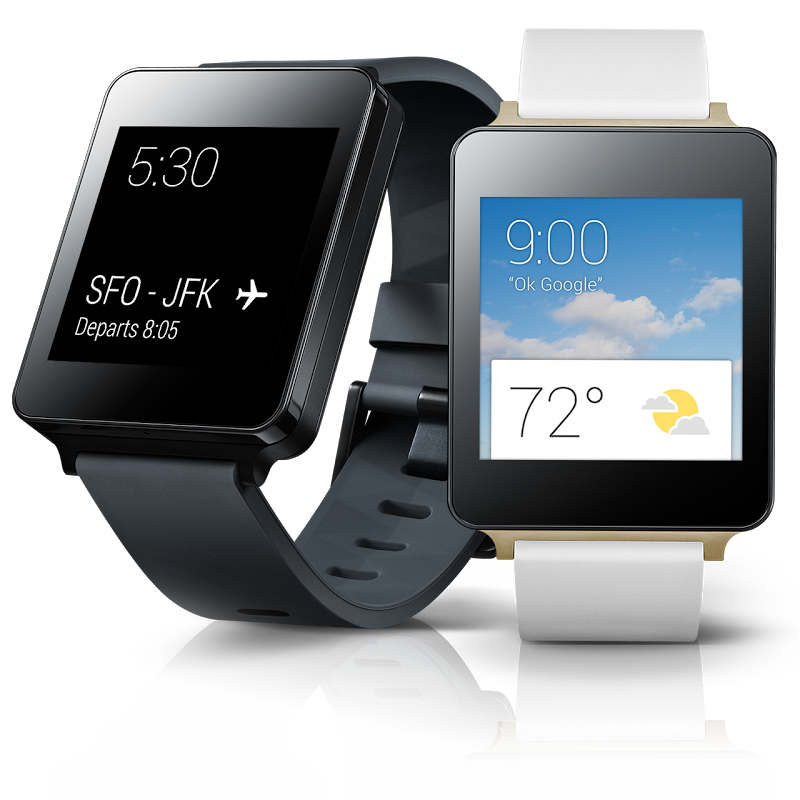 5:30
SFO - JFK
Departs 8:05
9:00
“Ok Google”
72°